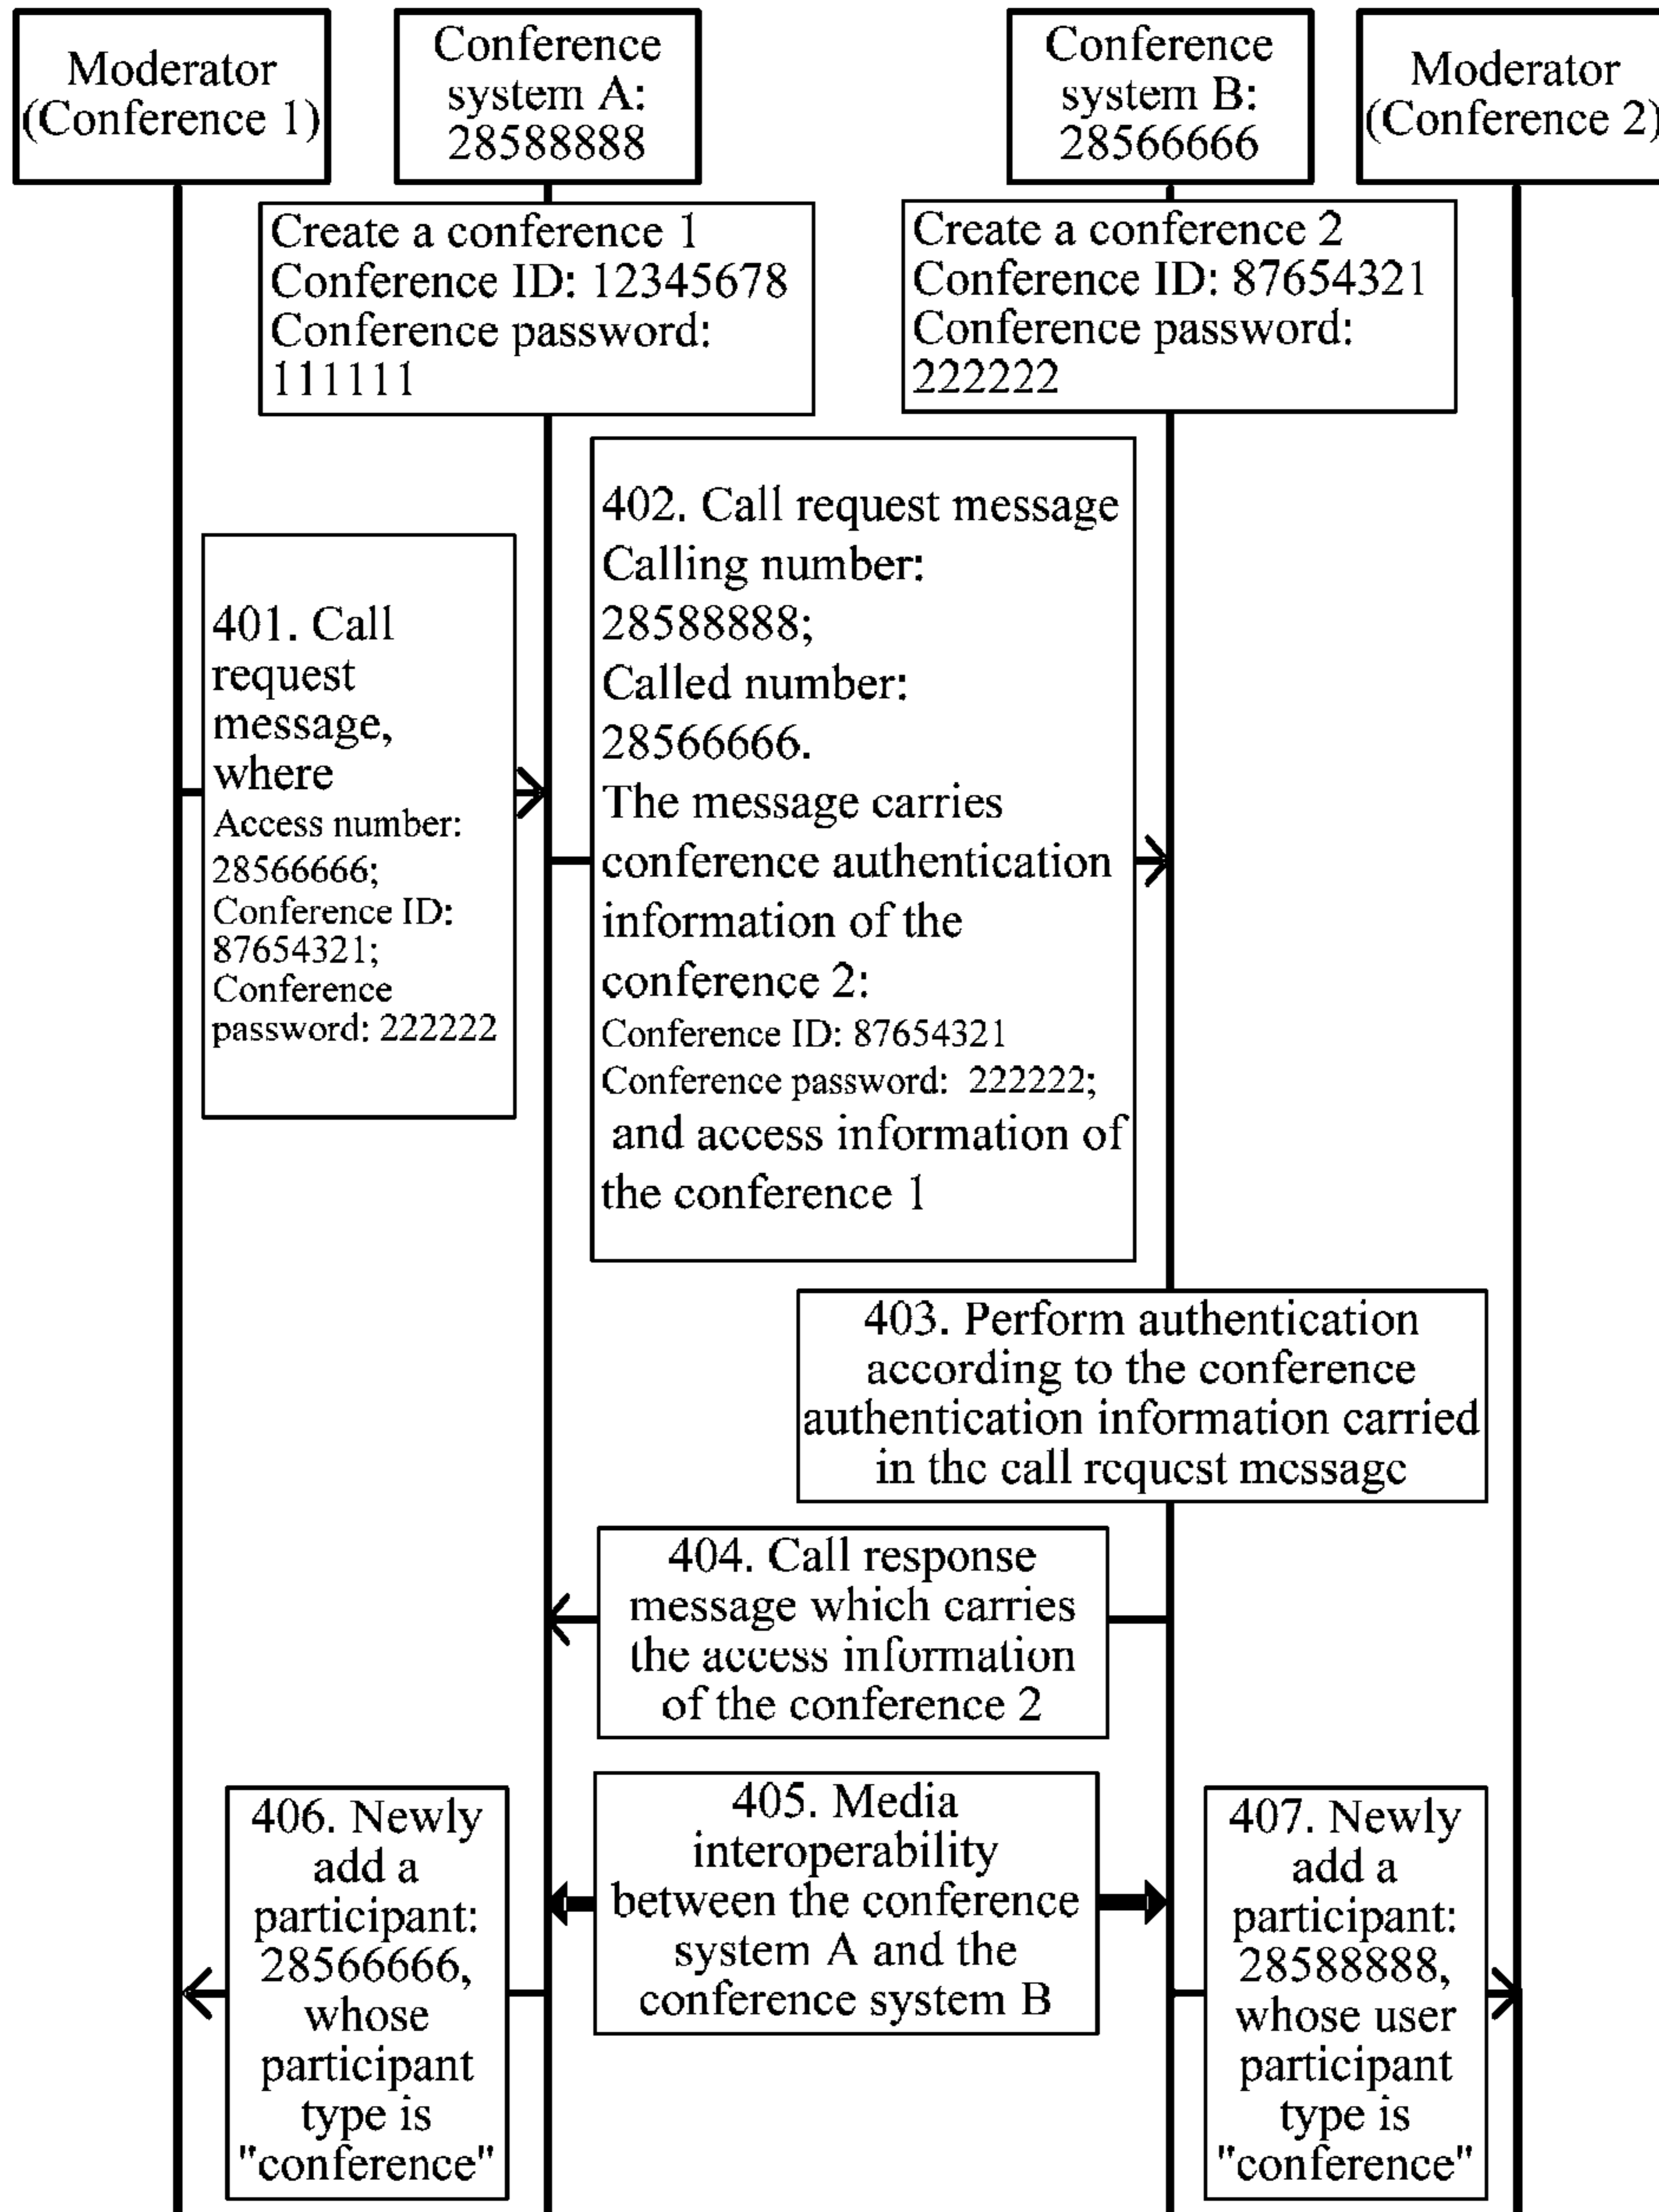 Moderator
(Conference 1)
Conference
system A:
28588888
Conference
system B:
28566666
Moderator
(Conference 2)
Create a conference 1
Conference ID: 12345678
Conference password:
111111
Create a conference 2
Conference ID: 87654321
Conference password:
222222
401. Call
request
message,
where
Access number:
28566666;
Conference ID:
87654321;
Conference
password: 222222
402. Call request message
Calling number:
28588888;
Called number:
28566666.
The message carries
conference authentication
information of the
conference 2:
Conference ID: 87654321
Conference password: 222222;
and access information of
the conference 1
403. Perform authentication
according to the conference
authentication information carried
in the call request message
404. Call response
message which carries
the access information
of the conference 2
405. Media
interoperability
between the conference
system A and the
conference system B
406. Newly
add a
participant:
28566666,
whose
participant
type is
"conference"
407. Newly
add a
participant:
28588888,
whose user
participant
type is
"conference"